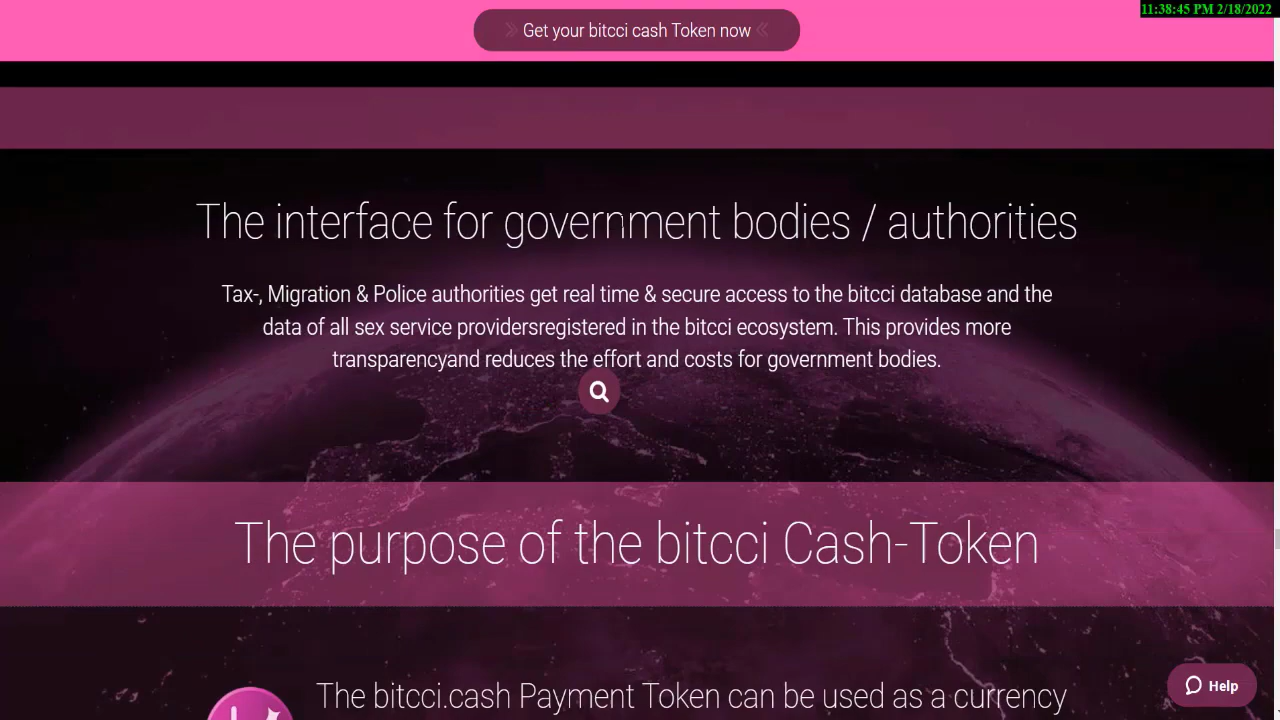 11:38:45 PM 2/18/2022
Get your bitcci cash Token now
The interface for government bodies / authorities
Tax-, Migration & Police authorities get real time & secure access to the bitcci database and the
data of all sex service providersregistered in the bitcci ecosystem. This provides more
transparencyand reduces the effort and costs for government bodies.
The purpose of the bitcci Cash-Token
The bitcci.cash Payment Token can be used as a currency
Help